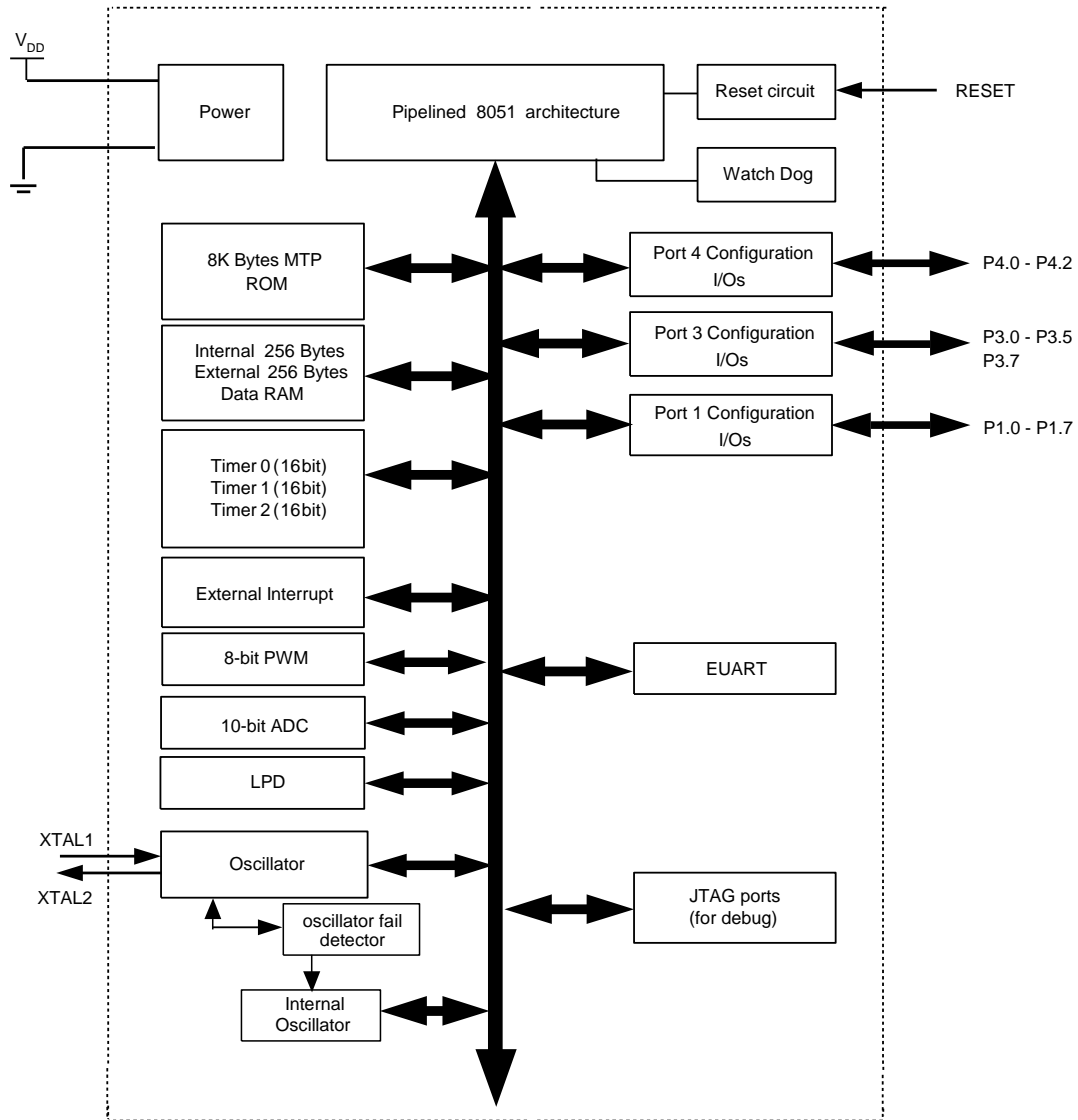 VDD
Power
Pipelined 8051 architecture
Reset circuit
RESET
Watch Dog
8K Bytes MTP
ROM
Port 4 Configuration
I/Os
P4.0 - P4.2
Internal 256 Bytes
External 256 Bytes
Data RAM
Port 3 Configuration
I/Os
P3.0 - P3.5
P3.7
Port 1 Configuration
I/Os
P1.0 - P1.7
Timer 0 (16bit)
Timer 1 (16bit)
Timer 2 (16bit)
External Interrupt
8-bit PWM
EUART
10-bit ADC
LPD
XTAL1
XTAL2
Oscillator
JTAG ports
(for debug)
oscillator fail
detector
Internal
Oscillator